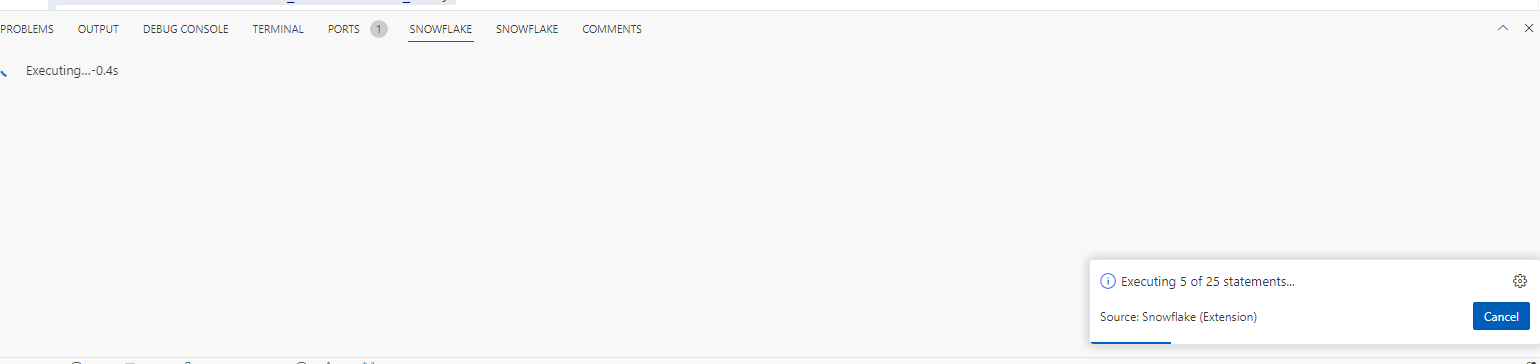 PROBLEMS OUTPUT DEBUG CONSOLE TERMINAL PORTS 1 SNOWFLAKE SNOWFLAKE COMMENTS
Executing...-0.4s
Executing 5 of 25 statements...
Source: Snowflake (Extension) Cancel